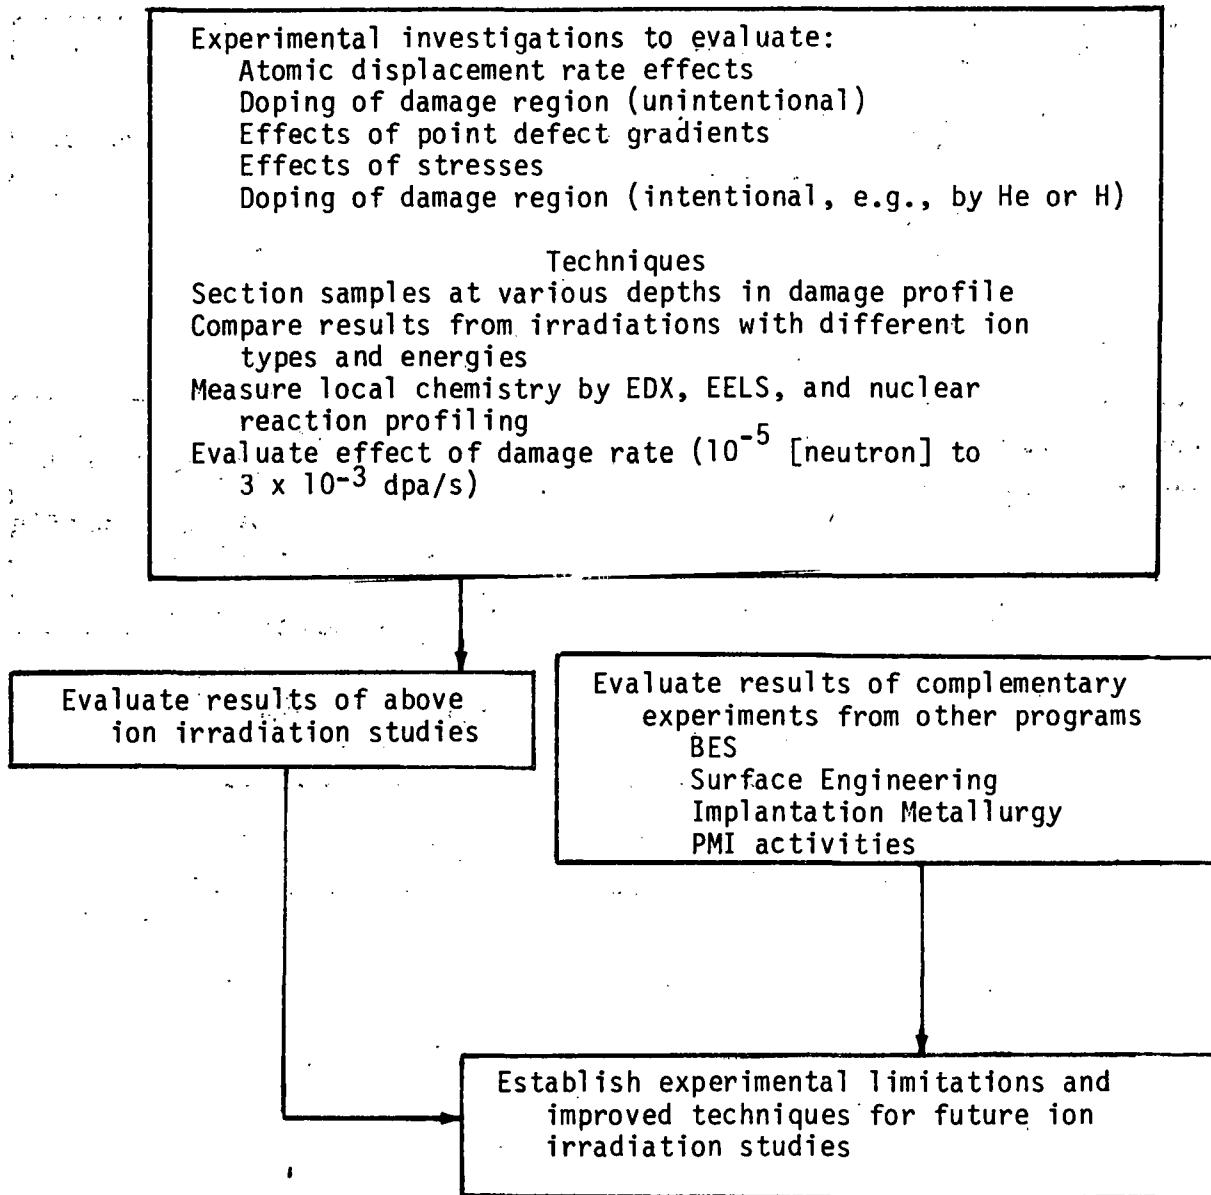 Experimental investigations to evaluate:
Atomic displacement rate effects
Doping of damage region (unintentional)
Effects of point defect gradients
Effects of stresses
Doping of damage region (intentional, e.g., by He or H)
Techniques
Section samples at various depths in damage profile
Compare results from irradiations with different ion
types and energies
Measure local chemistry by EDX, EELS, and nuclear
reaction profiling
Evaluate effect of damage rate (10⁻⁵ [neutron] to
3 x 10⁻³ dpa/s)
Evaluate results of above
ion irradiation studies
Evaluate results of complementary
experiments from other programs
BES
Surface Engineering
Implantation Metallurgy
PMI activities
Establish experimental limitations and
improved techniques for future ion
irradiation studies